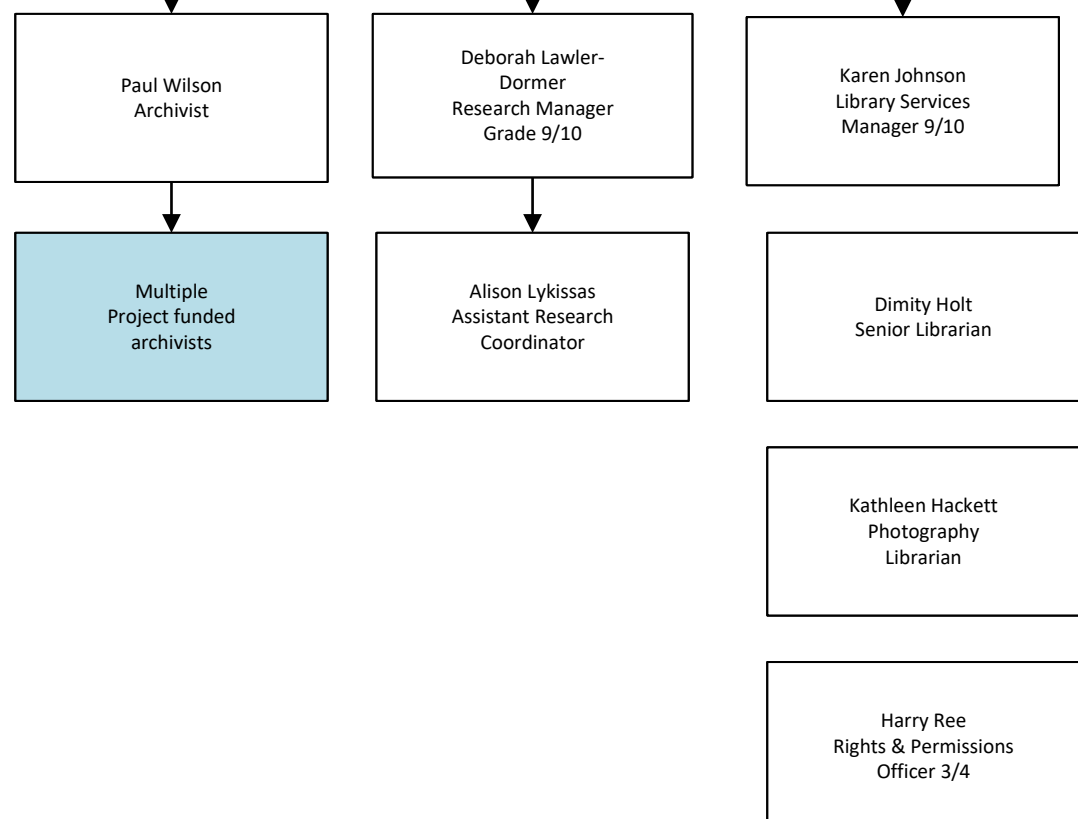 Paul Wilson
Archivist
Deborah Lawler-
Dormer
Research Manager
Grade 9/10
Karen Johnson
Library Services
Manager 9/10
Multiple
Project funded
archivists
Alison Lykissas
Assistant Research
Coordinator
Dimity Holt
Senior Librarian
Kathleen Hackett
Photography
Librarian
Harry Ree
Rights & Permissions
Officer 3/4